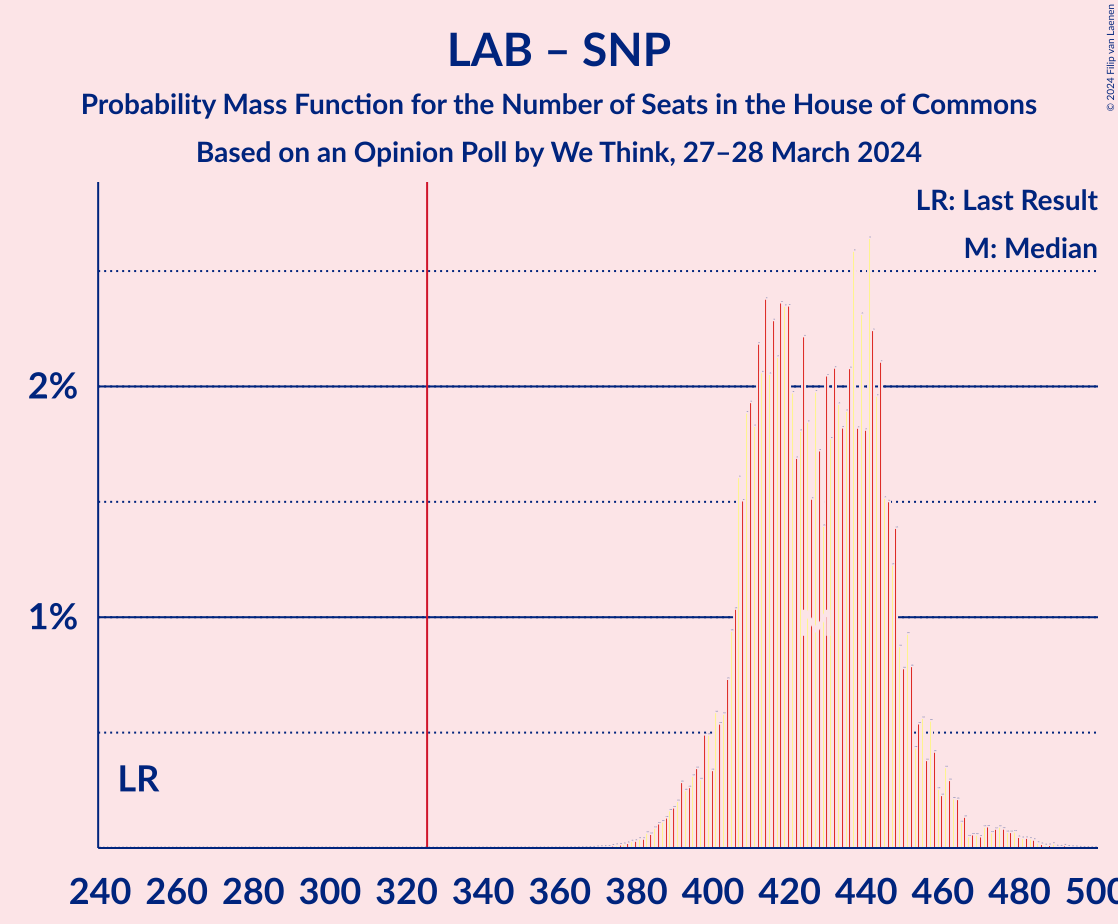 LAB – SNP
Probability Mass Function for the Number of Seats in the House of Commons
Based on an Opinion Poll by We Think, 27–28 March 2024
© 2024 Filip van Laenen
LR: Last Result
M: Median
2%
1%
LR
M
240 260 280 300 320 340 360 380 400 420 440 460 480 500